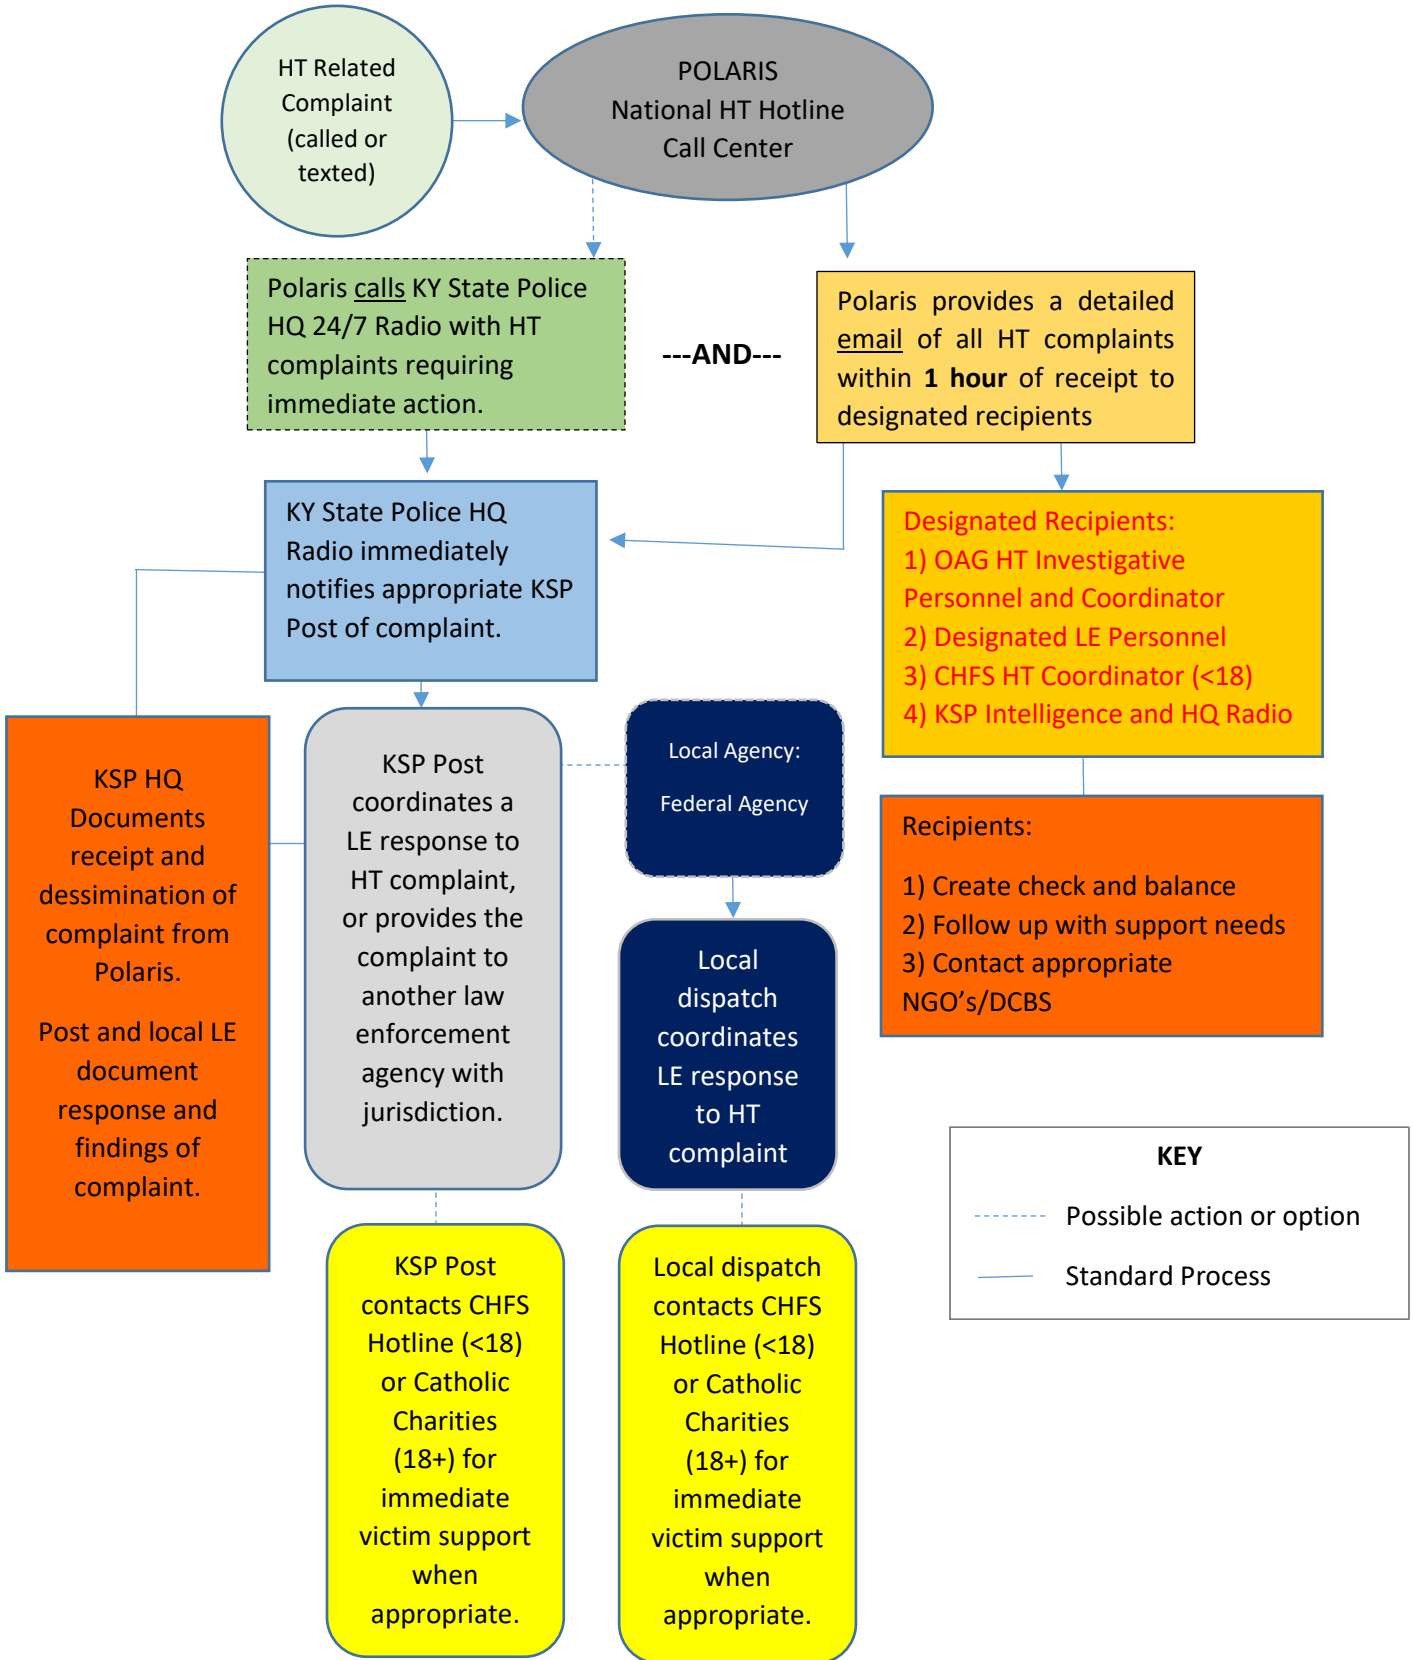 HT Related
Complaint
(called or
texted)
POLARIS
National HT Hotline
Call Center
Polaris calls KY State Police
HQ 24/7 Radio with HT
complaints requiring
immediate action.
---AND---
Polaris provides a detailed
email of all HT complaints
within 1 hour of receipt to
designated recipients
KY State Police HQ
Radio immediately
notifies appropriate KSP
Post of complaint.
Designated Recipients:
1) OAG HT Investigative
Personnel and Coordinator
2) Designated LE Personnel
3) CHFS HT Coordinator (<18)
4) KSP Intelligence and HQ Radio
KSP HQ
Documents
receipt and
dessimination of
complaint from
Polaris.
Post and local LE
document
response and
findings of
complaint.
KSP Post
coordinates a
LE response to
HT complaint,
or provides the
complaint to
another law
enforcement
agency with
jurisdiction.
Local Agency:
Federal Agency
Recipients:
1) Create check and balance
2) Follow up with support needs
3) Contact appropriate
NGO’s/DCBS
Local
dispatch
coordinates
LE response
to HT
complaint
KEY
Possible action or option
Standard Process
KSP Post
contacts CHFS
Hotline (<18)
or Catholic
Charities
(18+) for
immediate
victim support
when
appropriate.
Local dispatch
contacts CHFS
Hotline (<18)
or Catholic
Charities
(18+) for
immediate
victim support
when
appropriate.